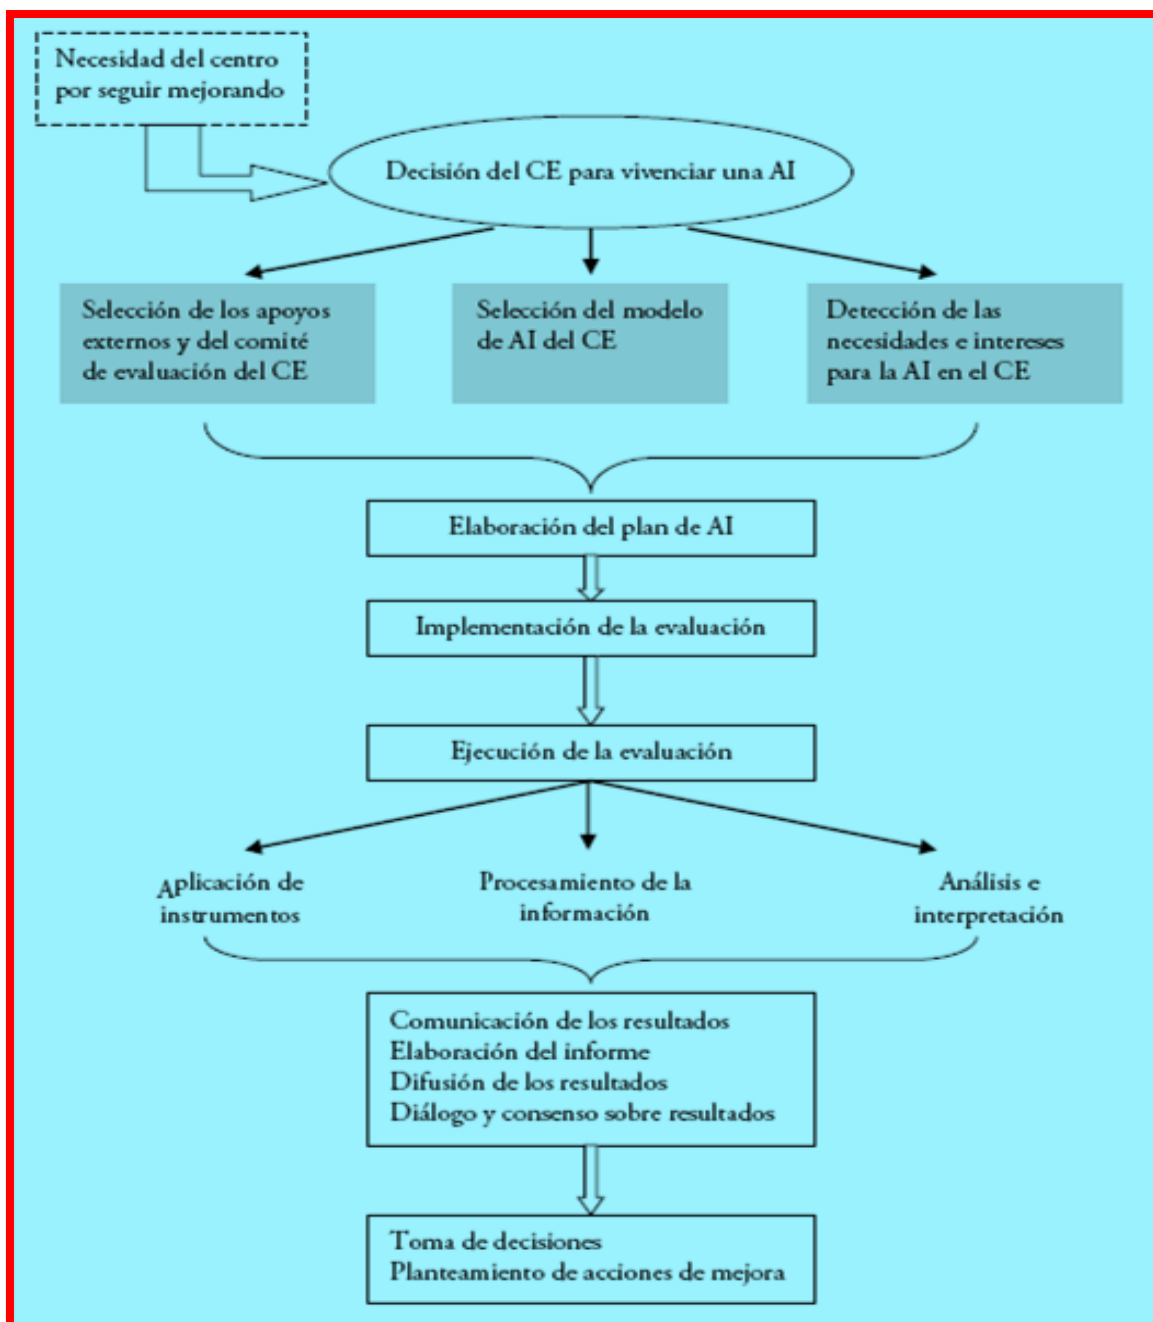 Necesidad del centro
por seguir mejorando
Decisión del CE para vivenciar una AI
Selección de los apoyos
externos y del comité
de evaluación del CE
Selección del modelo
de AI del CE
Detección de las
necesidades e intereses
para la AI en el CE
Elaboración del plan de AI
Implementación de la evaluación
Ejecución de la evaluación
Aplicación de
instrumentos
Procesamiento de la
información
Análisis e
interpretación
Comunicación de los resultados
Elaboración del informe
Difusión de los resultados
Diálogo y consenso sobre resultados
Toma de decisiones
Planteamiento de acciones de mejora